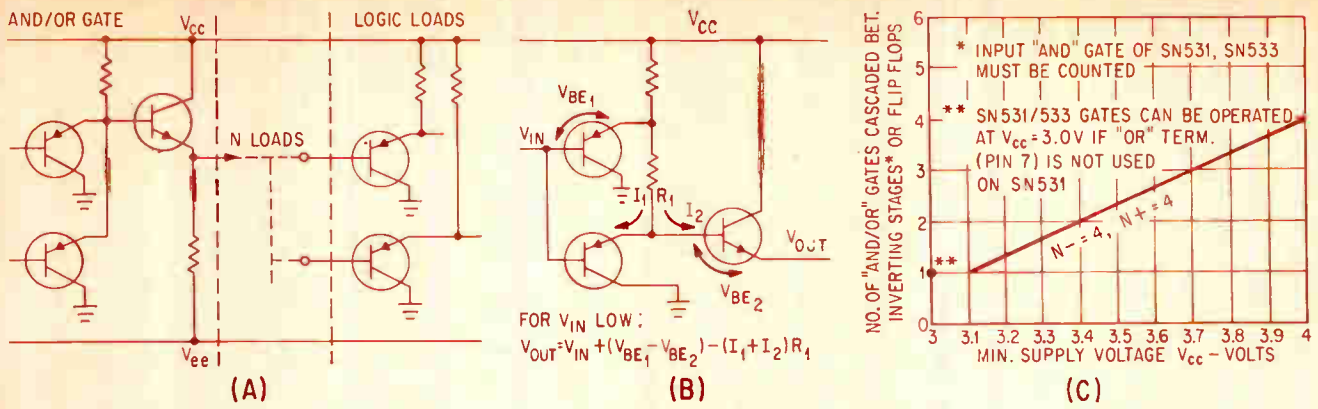 AND/OR GATE
Vcc
LOGIC LOADS
N LOADS
Vee
(A)
Vcc
VBE1
VIN
I1
R1
I2
VOUT
VBE2
FOR VIN LOW;
VOUT=VIN+(VBE1-VBE2)-(I1+I2)R1
(B)
NO. OF "AND/OR" GATES CASCADED BET.
INVERTING STAGES* OR FLIP FLOPS
6
5
4
3
2
1
0
* INPUT "AND" GATE OF SN531, SN533
MUST BE COUNTED
** SN531/533 GATES CAN BE OPERATED
AT Vcc=3.0V IF "OR" TERM.
(PIN 7) IS NOT USED
ON SN531
N-=4, N+=4
**
3 3.1 3.2 3.3 3.4 3.5 3.6 3.7 3.8 3.9 4
MIN. SUPPLY VOLTAGE Vcc-VOLTS
(C)